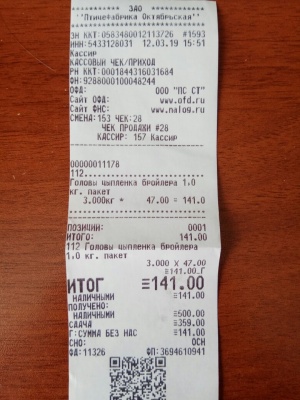 ЗАО
"Птицефабрика Октябрьская"
ЗН ККТ:0583480012113/26 #1593
ИНН:5433128031 12.03.19 15:51
Кассир
КАССОВЫЙ ЧЕК/ПРИХОД
РН ККТ:0001844316031684
ФН:9288000100048244
ОФД: ООО "ПС СТ"
Сайт ОФД: www.ofd.ru
Сайт ФНС: www.nalog.ru
СМЕНА:153 ЧЕК:28
ЧЕК ПРОДАЖИ #28
КАССИР: 157 Кассир
00000011178
112...
Головы цыпленка бройлера 1.0
кг. пакет
3.000кг * 47.00 = 141.0
ПОЗИЦИИ: 0001
ИТОГО: 141.00
112 Головы цыпленка бройлера
1.0 кг. пакет
3.000 X 47.00
≡141.00_Г
ИТОГ ≡141.00
НАЛИЧНЫМИ ≡141.00
ПОЛУЧЕНО:
НАЛИЧНЫМИ ≡500.00
СДАЧА ≡359.00
Г:СУММА БЕЗ НДС ≡141.00
СНО: ОСН
ФД:11326 ФП:3694610941